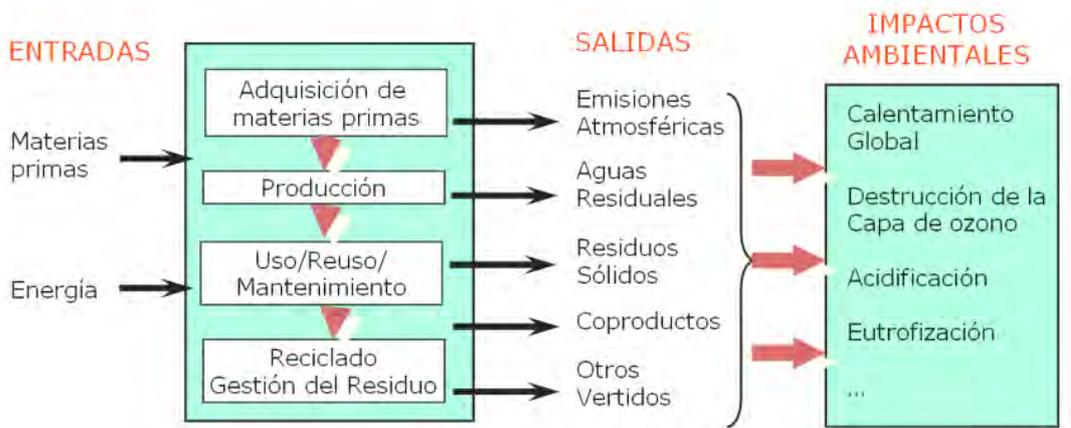 ENTRADAS
Materias
primas
Energía
Adquisición de
materias primas
Producción
Uso/Reuso/
Mantenimiento
Reciclado
Gestión del Residuo
SALIDAS
Emisiones
Atmosféricas
Aguas
Residuales
Residuos
Sólidos
Coproductos
Otros
Vertidos
IMPACTOS
AMBIENTALES
Calentamiento
Global
Destrucción de la
Capa de ozono
Acidificación
Eutrofización
...